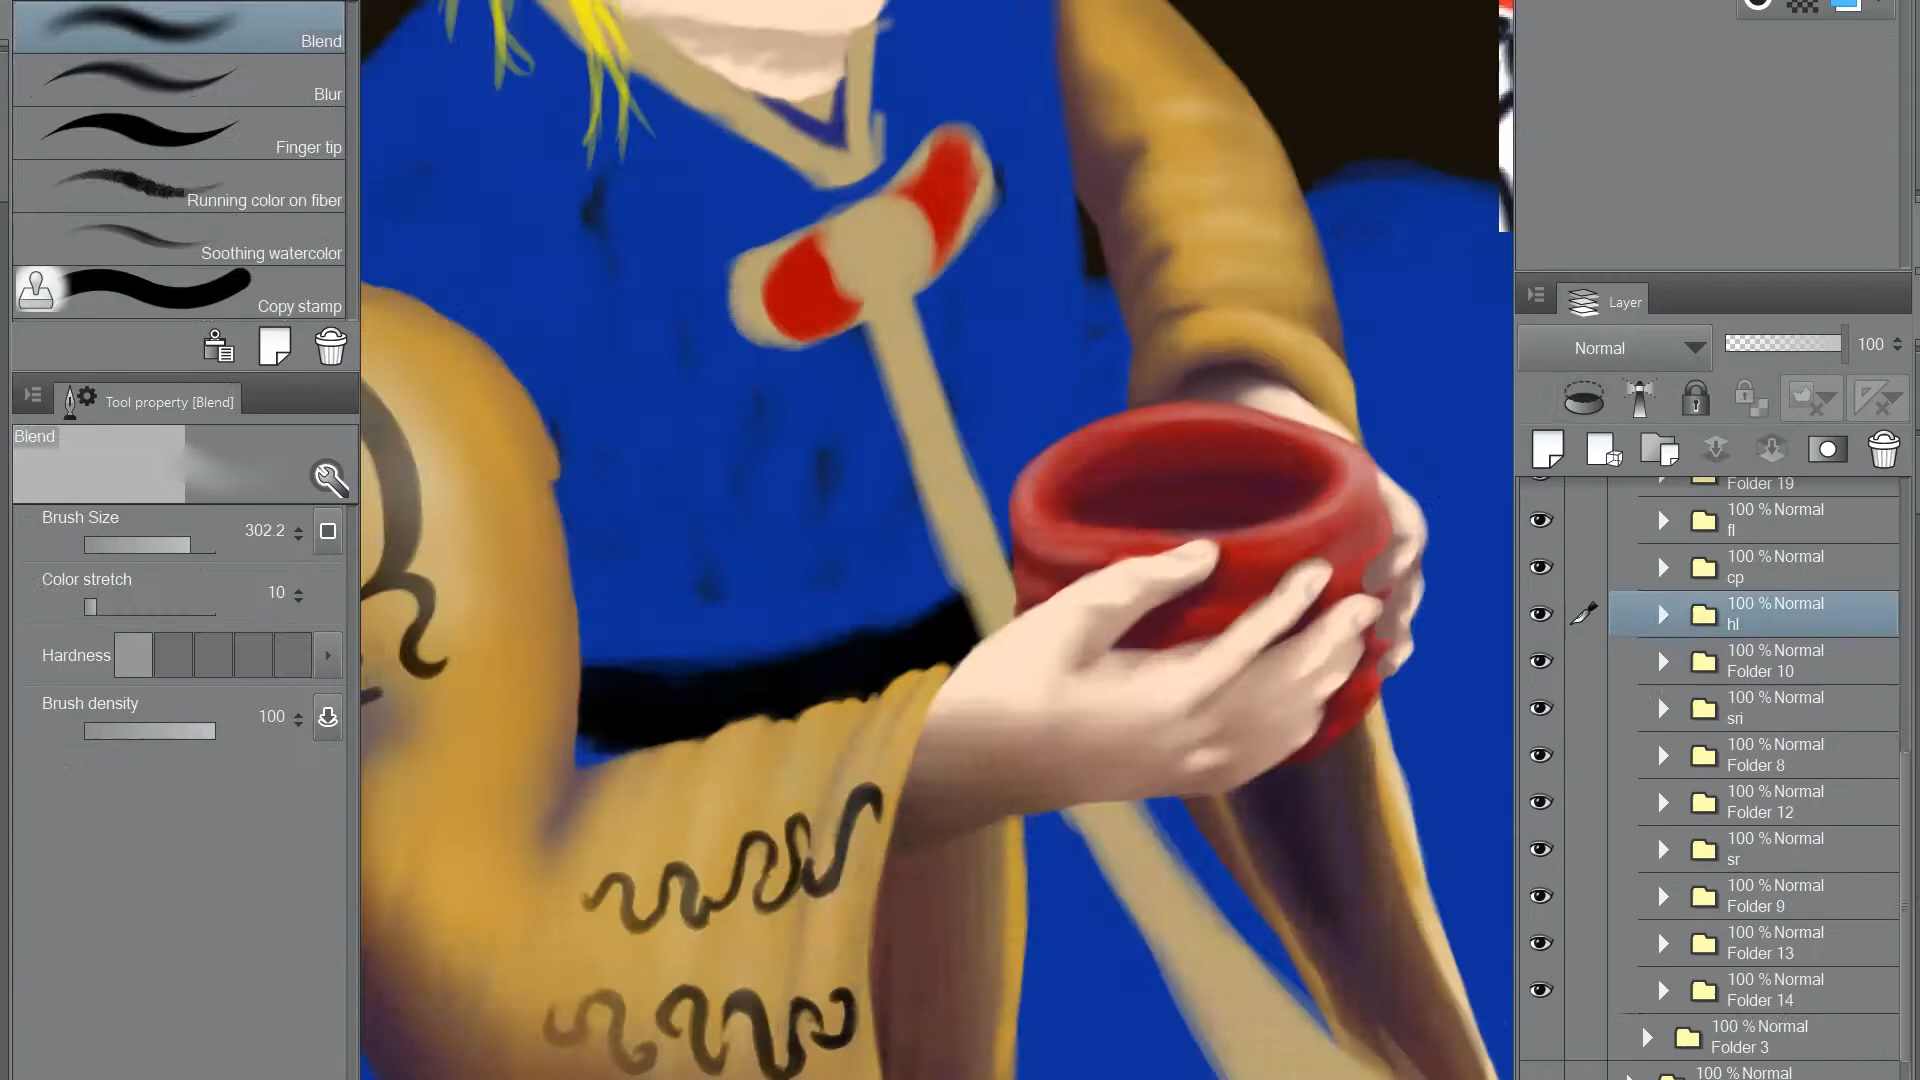 Blend
Blur
Finger tip
Running color on fiber
Soothing watercolor
Copy stamp
Tool property [Blend]
Blend
Brush Size
302.2
Color stretch
10
Hardness
Brush density
100
Layer
Normal
100
Folder 19
100 % Normal
fl
100 % Normal
cp
100 % Normal
hl
100 % Normal
Folder 10
100 % Normal
sri
100 % Normal
Folder 8
100 % Normal
Folder 12
100 % Normal
sr
100 % Normal
Folder 9
100 % Normal
Folder 13
100 % Normal
Folder 14
100 % Normal
Folder 3
100 % Normal